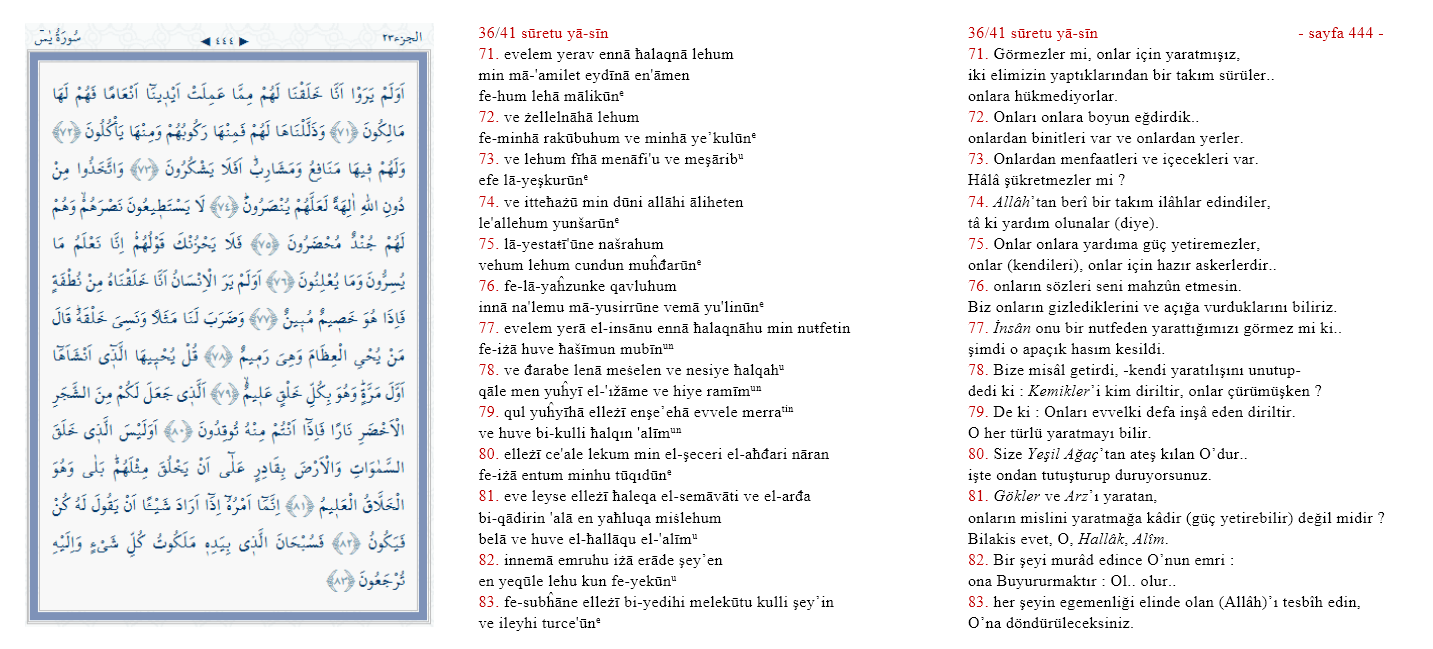 سُورَةُ يٰسٓ
◄ ٤٤٤ ►
الجزء ٢٣
اَوَلَمْ يَرَوْا اَنَّا خَلَقْنَا لَهُمْ مِمَّا عَمِلَتْ اَيْد۪ينَٓا اَنْعَامًا فَهُمْ لَهَا
مَالِكُونَ ﴿٧١﴾ وَذَلَّلْنَاهَا لَهُمْ فَمِنْهَا رَكُوبُهُمْ وَمِنْهَا يَأْكُلُونَ ﴿٧٢﴾
وَلَهُمْ ف۪يهَا مَنَافِعُ وَمَشَارِبُۜ اَفَلَا يَشْكُرُونَ ﴿٧٣﴾ وَاتَّخَذُوا مِنْ
دُونِ اللّٰهِ اٰلِهَةً لَعَلَّهُمْ يُنْصَرُونَۜ ﴿٧٤﴾ لَا يَسْتَط۪يعُونَ نَصْرَهُمْۙ وَهُمْ
لَهُمْ جُنْدٌ مُحْضَرُونَ ﴿٧٥﴾ فَلَا يَحْزُنْكَ قَوْلُهُمْۢ اِنَّا نَعْلَمُ مَا
يُسِرُّونَ وَمَا يُعْلِنُونَ ﴿٧٦﴾ اَوَلَمْ يَرَ الْاِنْسَانُ اَنَّا خَلَقْنَاهُ مِنْ نُطْفَةٍ
فَاِذَا هُوَ خَص۪يمٌ مُب۪ينٌ ﴿٧٧﴾ وَضَرَبَ لَنَا مَثَلًا وَنَسِيَ خَلْقَهُۜ قَالَ
مَنْ يُحْيِ الْعِظَامَ وَهِيَ رَم۪يمٌ ﴿٧٨﴾ قُلْ يُحْي۪يهَا الَّذ۪ٓي اَنْشَاَهَٓا
اَوَّلَ مَرَّةٍۜ وَهُوَ بِكُلِّ خَلْقٍ عَل۪يمٌۙ ﴿٧٩﴾ اَلَّذ۪ي جَعَلَ لَكُمْ مِنَ الشَّجَرِ
الْاَخْضَرِ نَارًا فَاِذَٓا اَنْتُمْ مِنْهُ تُوقِدُونَ ﴿٨٠﴾ اَوَلَيْسَ الَّذ۪ي خَلَقَ
السَّمٰوَاتِ وَالْاَرْضَ بِقَادِرٍ عَلٰٓى اَنْ يَخْلُقَ مِثْلَهُمْۜ بَلٰى وَهُوَ
الْخَلَّاقُ الْعَل۪يمُ ﴿٨١﴾ اِنَّمَٓا اَمْرُهُٓ اِذَٓا اَرَادَ شَيْـًٔا اَنْ يَقُولَ لَهُ كُنْ
فَيَكُونُ ﴿٨٢﴾ فَسُبْحَانَ الَّذ۪ي بِيَدِه۪ مَلَكُوتُ كُلِّ شَيْءٍ وَاِلَيْهِ
تُرْجَعُونَ ﴿٨٣﴾
36/41 sūretu yā-sīn
71. evelem yerav ennā ħalaqnā lehum
min mā-'amilet eydīnā en'āmen
fe-hum lehā mālikūnᵉ
72. ve żellelnāhā lehum
fe-minhā rakūbuhum ve minhā ye’kulūnᵉ
73. ve lehum fīhā menāfi'u ve meşāribᵘ
efe lā-yeşkurūnᵉ
74. ve itteħażū min dūni allāhi āliheten
le'allehum yunšarūnᵉ
75. lā-yestaŧī'ūne našrahum
vehum lehum cundun muĥđarūnᵉ
76. fe-lā-yaĥzunke qavluhum
innā na'lemu mā-yusirrūne vemā yu'linūnᵉ
77. evelem yerā el-insānu ennā ħalaqnāhu min nuŧfetin
fe-iżā huve ħašīmun mubīnᵘⁿ
78. ve đarabe lenā meśelen ve nesiye ħalqahᵘ
qāle men yuĥyī el-'ıžāme ve hiye ramīmᵘⁿ
79. qul yuĥyīhā elleżī enşe’ehā evvele merraᵗⁱⁿ
ve huve bi-kulli ħalqın 'alīmᵘⁿ
80. elleżī ce'ale lekum min el-şeceri el-aħđari nāran
fe-iżā entum minhu tūqıdūnᵉ
81. eve leyse elleżī ħaleqa el-semāvāti ve el-arđa
bi-qādirin 'alā en yaħluqa miślehum
belā ve huve el-ħallāqu el-'alīmᵘ
82. innemā emruhu iżā erāde şey’en
en yeqūle lehu kun fe-yekūnᵘ
83. fe-subĥāne elleżī bi-yedihi melekūtu kulli şey’in
ve ileyhi turce'ūnᵉ
36/41 sūretu yā-sīn - sayfa 444 -
71. Görmezler mi, onlar için yaratmışız,
iki elimizin yaptıklarından bir takım sürüler..
onlara hükmediyorlar.
72. Onları onlara boyun eğdirdik..
onlardan binitleri var ve onlardan yerler.
73. Onlardan menfaatleri ve içecekleri var.
Hâlâ şükretmezler mi ?
74. Allâh’tan berî bir takım ilâhlar edindiler,
tâ ki yardım olunalar (diye).
75. Onlar onlara yardıma güç yetiremezler,
onlar (kendileri), onlar için hazır askerlerdir..
76. onların sözleri seni mahzûn etmesin.
Biz onların gizlediklerini ve açığa vurduklarını biliriz.
77. İnsân onu bir nutfeden yarattığımızı görmez mi ki..
şimdi o apaçık hasım kesildi.
78. Bize misâl getirdi, -kendi yaratılışını unutup-
dedi ki : Kemikler’i kim diriltir, onlar çürümüşken ?
79. De ki : Onları evvelki defa inşâ eden diriltir.
O her türlü yaratmayı bilir.
80. Size Yeşil Ağaç’tan ateş kılan O’dur..
işte ondan tutuşturup duruyorsunuz.
81. Gökler ve Arz’ı yaratan,
onların mislini yaratmağa kâdir (güç yetirebilir) değil midir ?
Bilakis evet, O, Hallâk, Alîm.
82. Bir şeyi murâd edince O’nun emri :
ona Buyururmaktır : Ol.. olur..
83. her şeyin egemenliği elinde olan (Allâh)’ı tesbîh edin,
O’na döndürüleceksiniz.